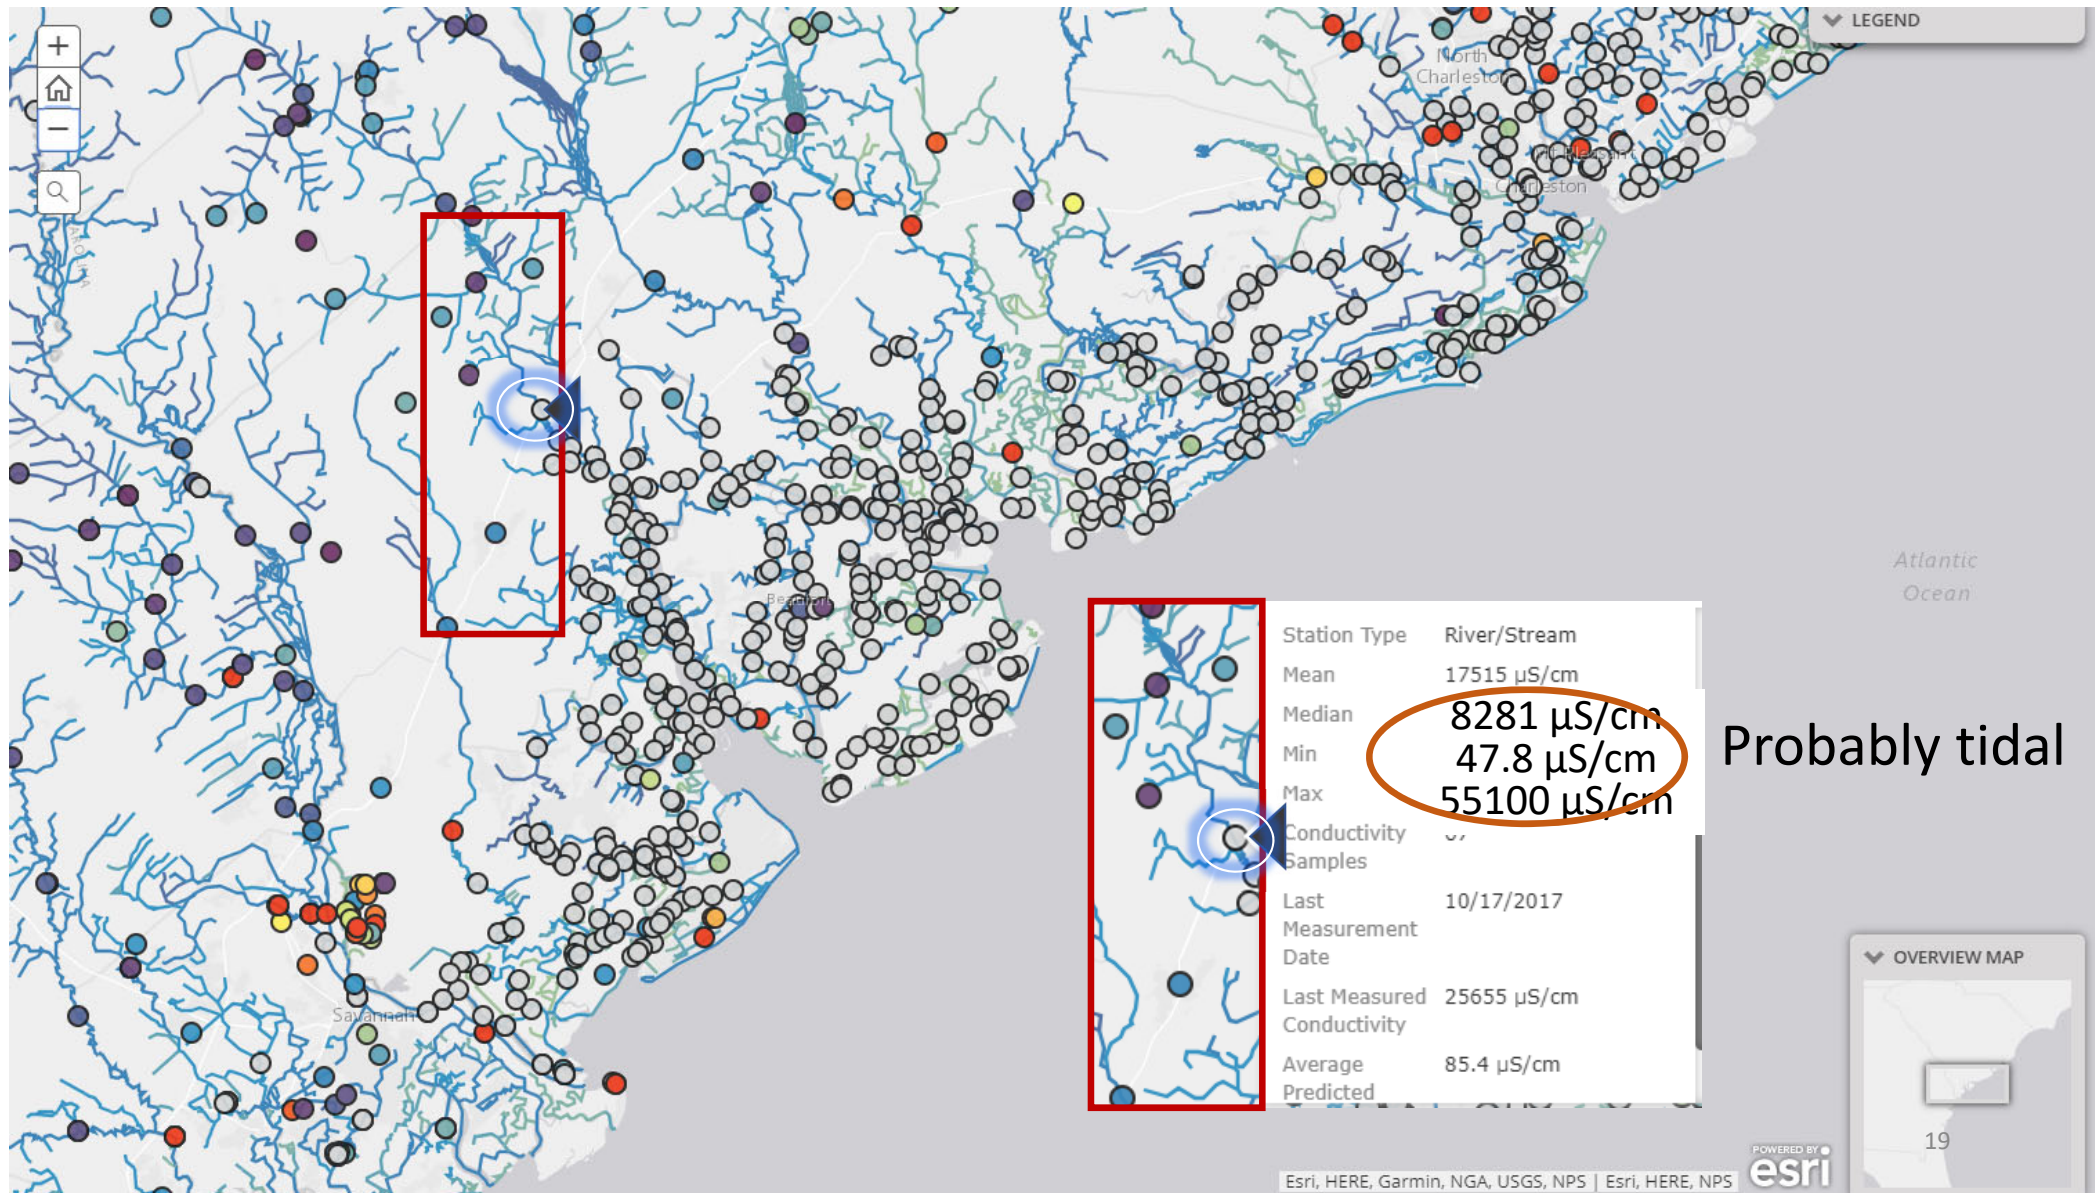 LEGEND
North
Charleston
Mt Pleasant
Charleston
Atlantic
Ocean
Beaufort
Station Type River/Stream
Mean 17515 µS/cm
Median 8281 µS/cm
Min 47.8 µS/cm
Max 55100 µS/cm
Probably tidal
Conductivity
Samples
Last 10/17/2017
Measurement
Date
Last Measured 25655 µS/cm
Conductivity
Average 85.4 µS/cm
Predicted
OVERVIEW MAP
Savannah
19
POWERED BY
esri
Esri, HERE, Garmin, NGA, USGS, NPS | Esri, HERE, NPS